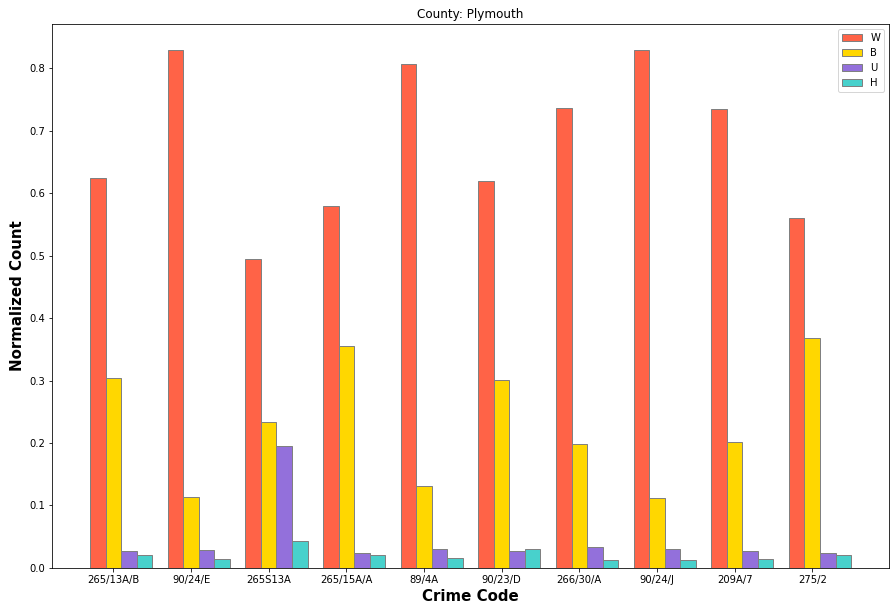 County: Plymouth
W
B
U
H
Normalized Count
0.8
0.7
0.6
0.5
0.4
0.3
0.2
0.1
0.0
265/13A/B 90/24/E 265S13A 265/15A/A 89/4A 90/23/D 266/30/A 90/24/J 209A/7 275/2
Crime Code